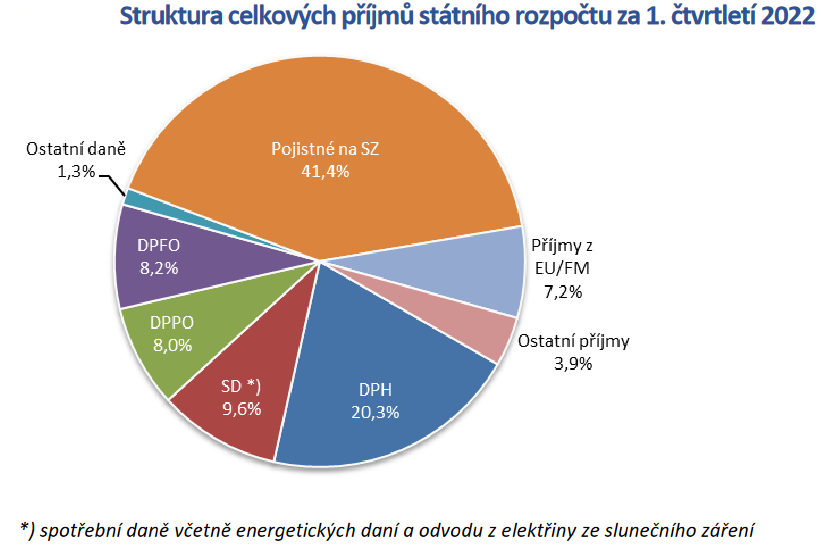 Struktura celkových příjmů státního rozpočtu za 1. čtvrtletí 2022
Pojistné na SZ
41,4%
Ostatní daně
1,3%
DPFO
8,2%
Příjmy z
EU/FM
7,2%
DPPO
8,0%
Ostatní příjmy
3,9%
SD *)
9,6%
DPH
20,3%
*) spotřební daně včetně energetických daní a odvodu z elektřiny ze slunečního záření